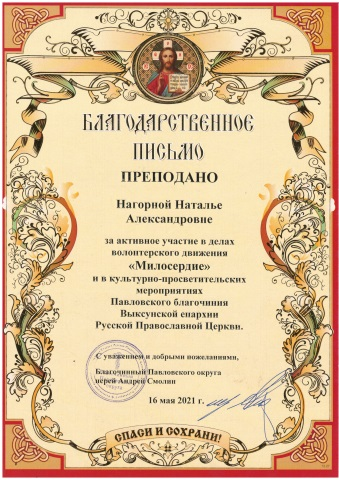 БЛАГОДАРСТВЕННОЕ
ПИСЬМО
ПРЕПОДАНО
Нагорной Наталье
Александровне
за активное участие в делах
волонтерского движения
«Милосердие»
и в культурно-просветительских
мероприятиях
Павловского благочиния
Выксунской епархии
Русской Православной Церкви.
С уважением и добрыми пожеланиями,
Благочинный Павловского округа
иерей Андрей Смолин
16 мая 2021 г.
СПАСИ И СОХРАНИ!